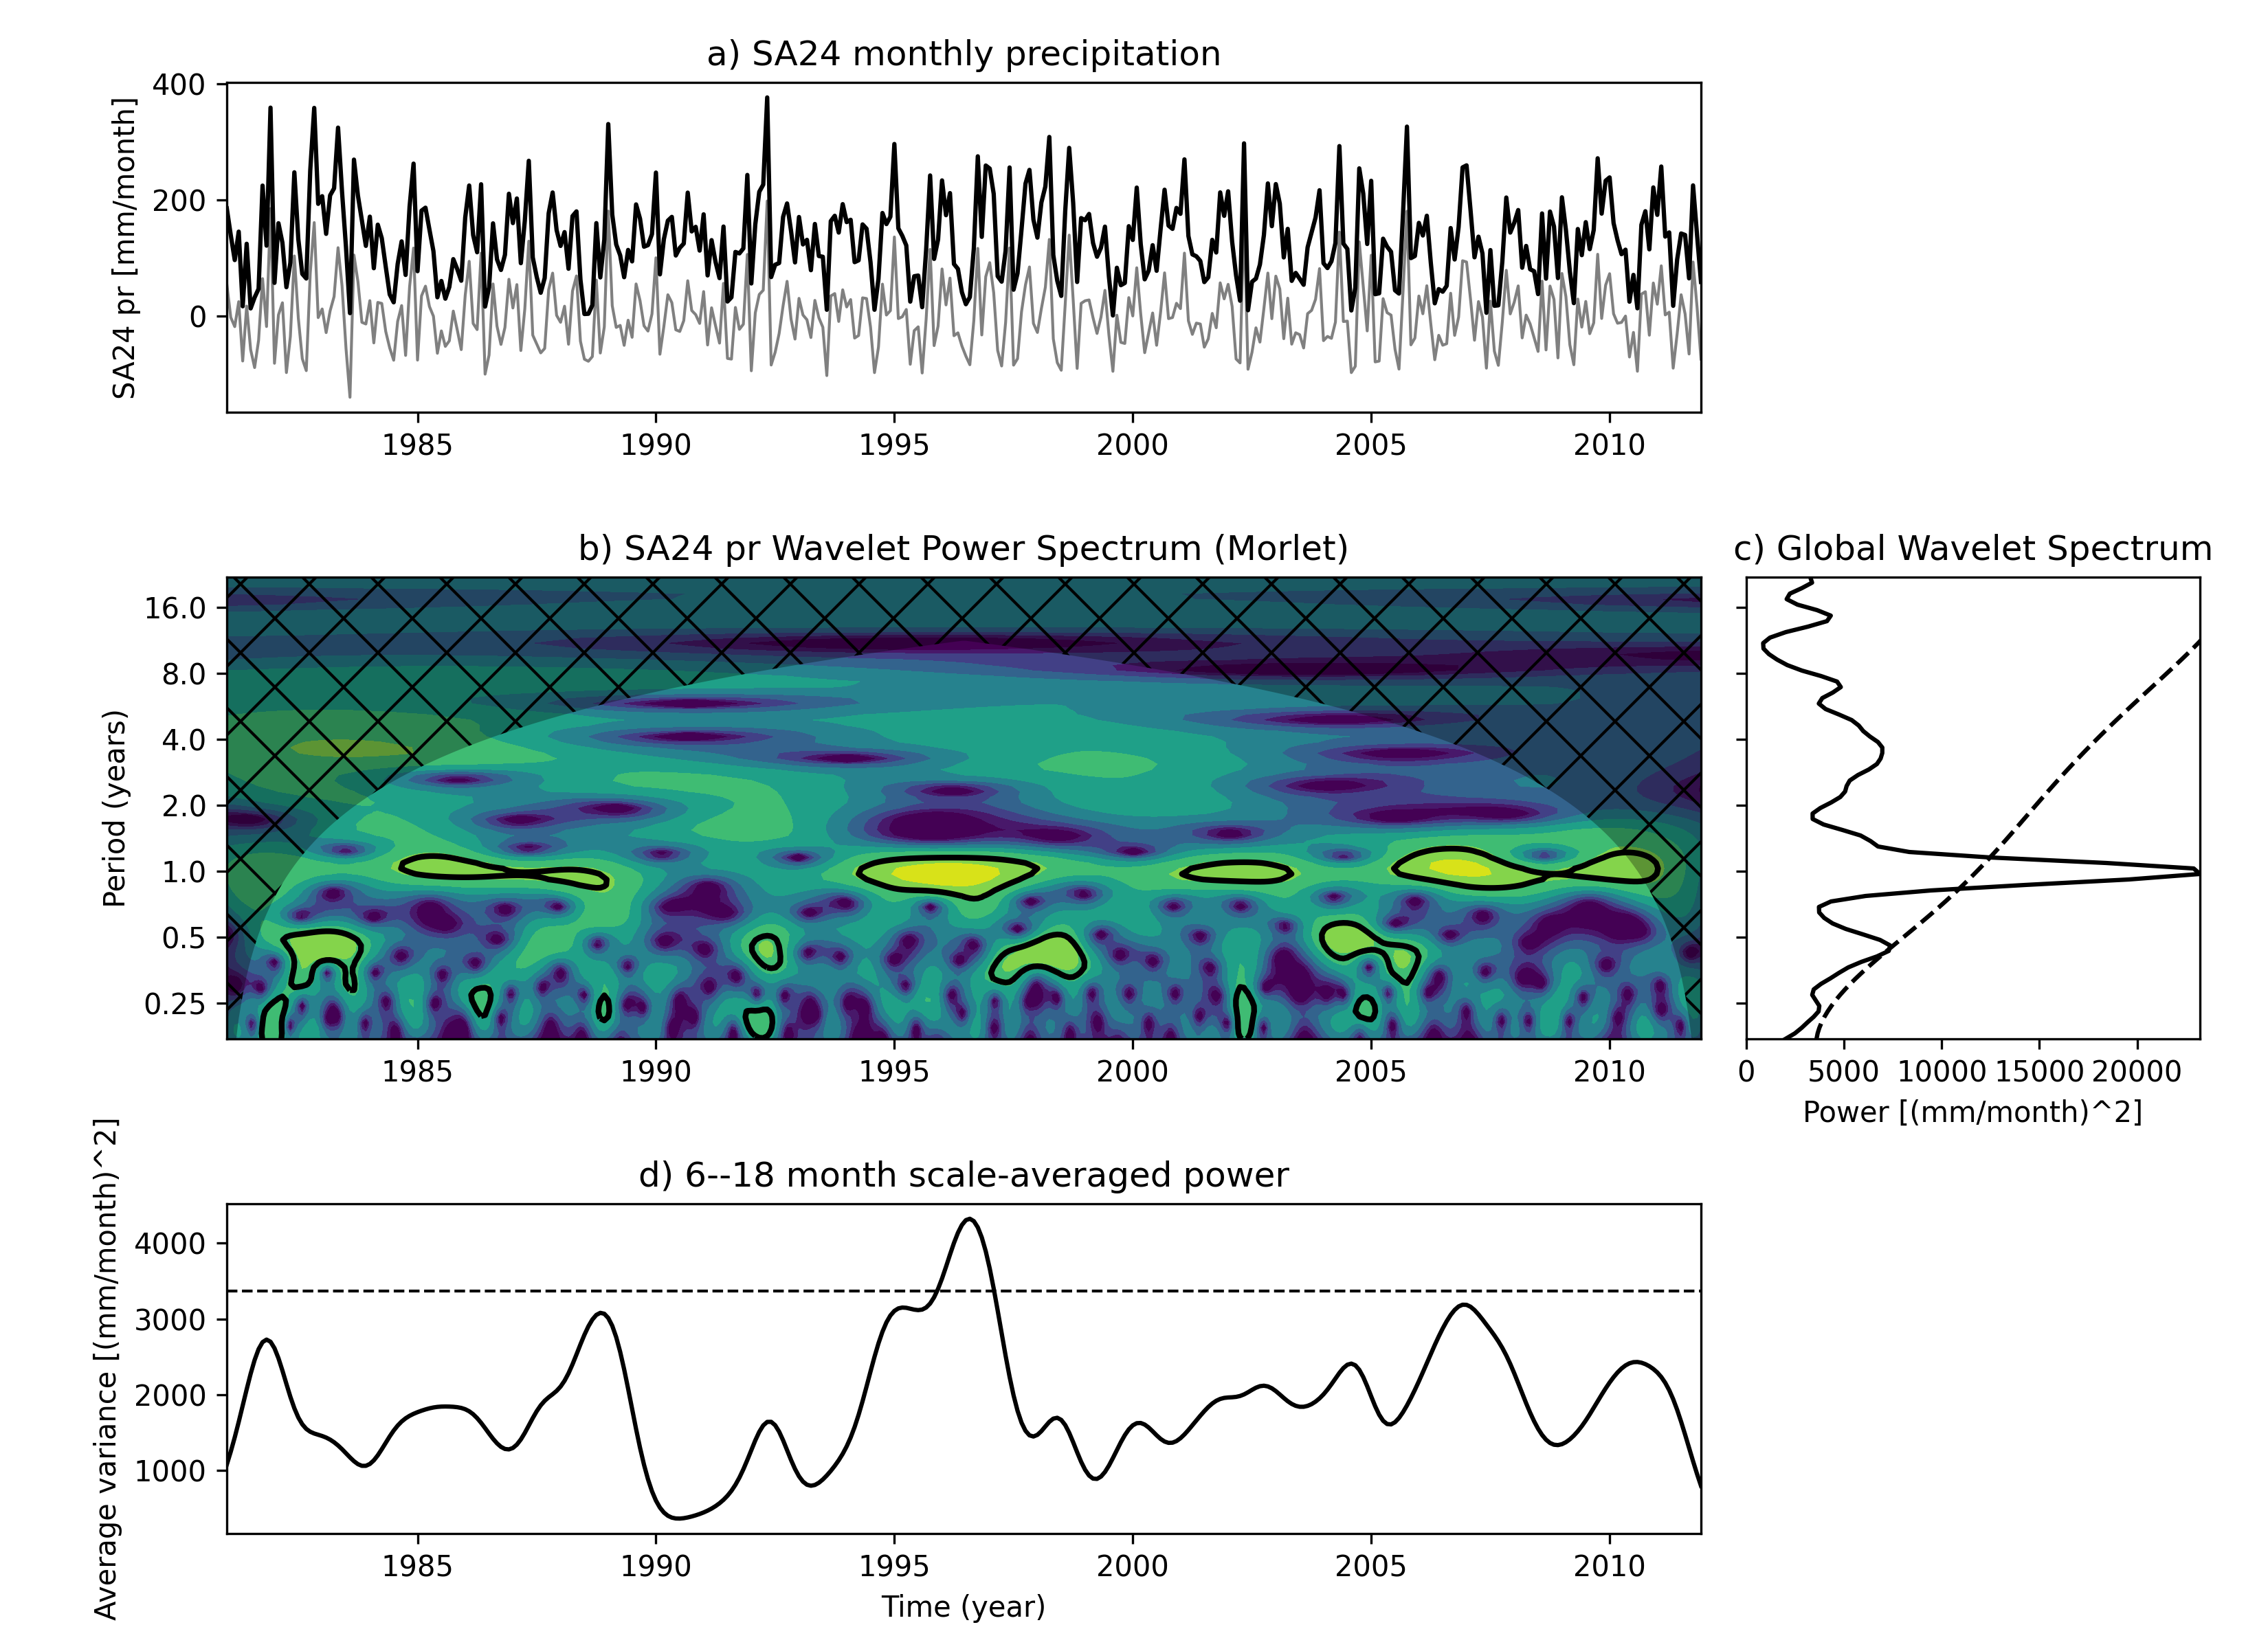 a) SA24 monthly precipitation
SA24 pr [mm/month]
400
200
0
1985 1990 1995 2000 2005 2010
b) SA24 pr Wavelet Power Spectrum (Morlet)
Period (years)
16.0
8.0
4.0
2.0
1.0
0.5
0.25
1985 1990 1995 2000 2005 2010
c) Global Wavelet Spectrum
0 5000 10000 15000 20000
Power [(mm/month)^2]
d) 6--18 month scale-averaged power
Average variance [(mm/month)^2]
4000
3000
2000
1000
1985 1990 1995 2000 2005 2010
Time (year)